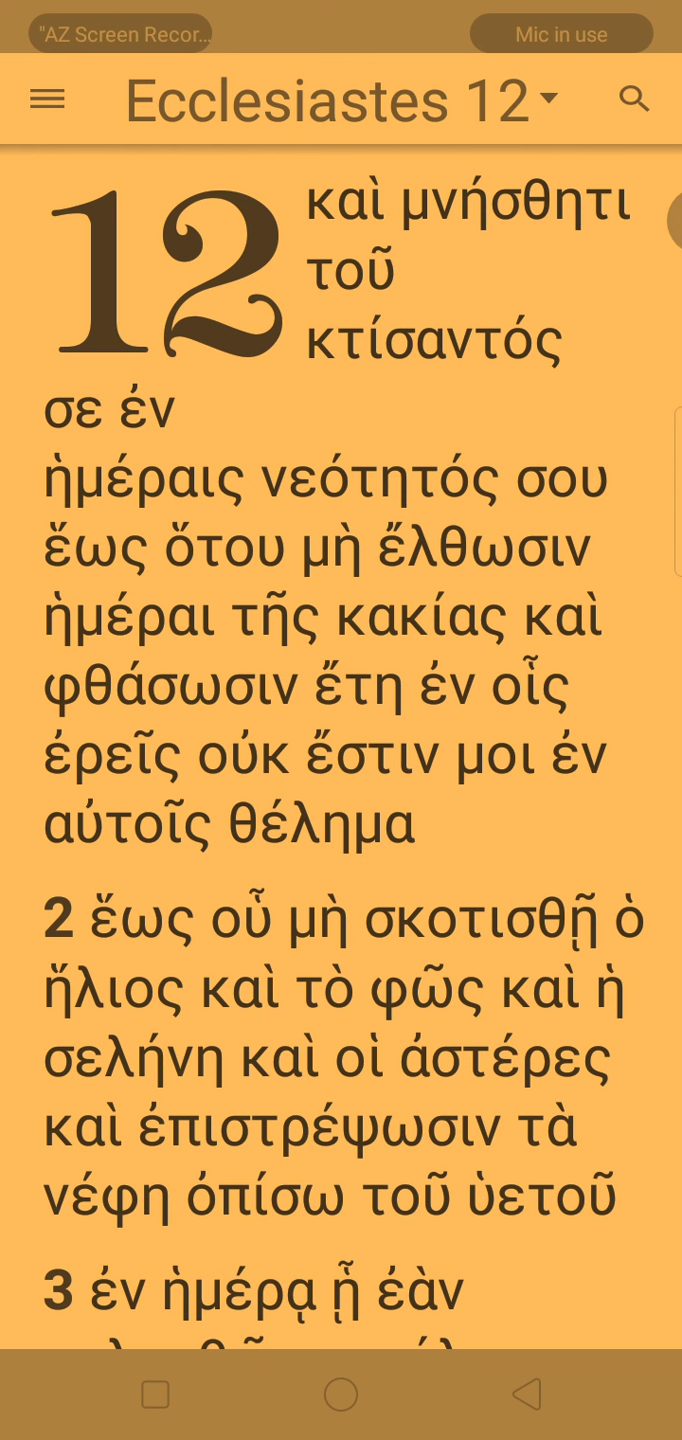 "AZ Screen Recor...
Mic in use
Ecclesiastes 12
12 καὶ μνήσθητι
τοῦ
κτίσαντός
σε ἐν
ἡμέραις νεότητός σου
ἕως ὅτου μὴ ἔλθωσιν
ἡμέραι τῆς κακίας καὶ
φθάσωσιν ἔτη ἐν οἷς
ἐρεῖς οὐκ ἔστιν μοι ἐν
αὐτοῖς θέλημα
2 ἕως οὗ μὴ σκοτισθῇ ὁ
ἥλιος καὶ τὸ φῶς καὶ ἡ
σελήνη καὶ οἱ ἀστέρες
καὶ ἐπιστρέψωσιν τὰ
νέφη ὀπίσω τοῦ ὑετοῦ
3 ἐν ἡμέρᾳ ᾗ ἐὰν